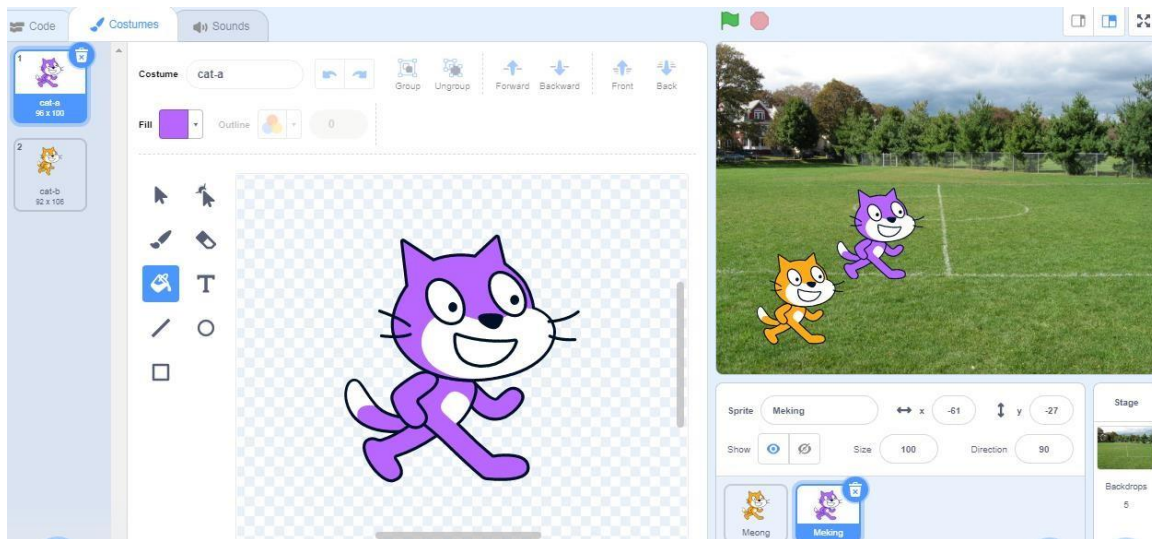 Code
Costumes
Sounds
1
cat-a
96 x 100
2
cat-b
92 x 106
Costume
cat-a
Group
Ungroup
Forward
Backward
Front
Back
Fill
Outline
0
T
Sprite
Meking
x
-61
y
-27
Show
Size
100
Direction
90
Meong
Meking
Stage
Backdrops
5